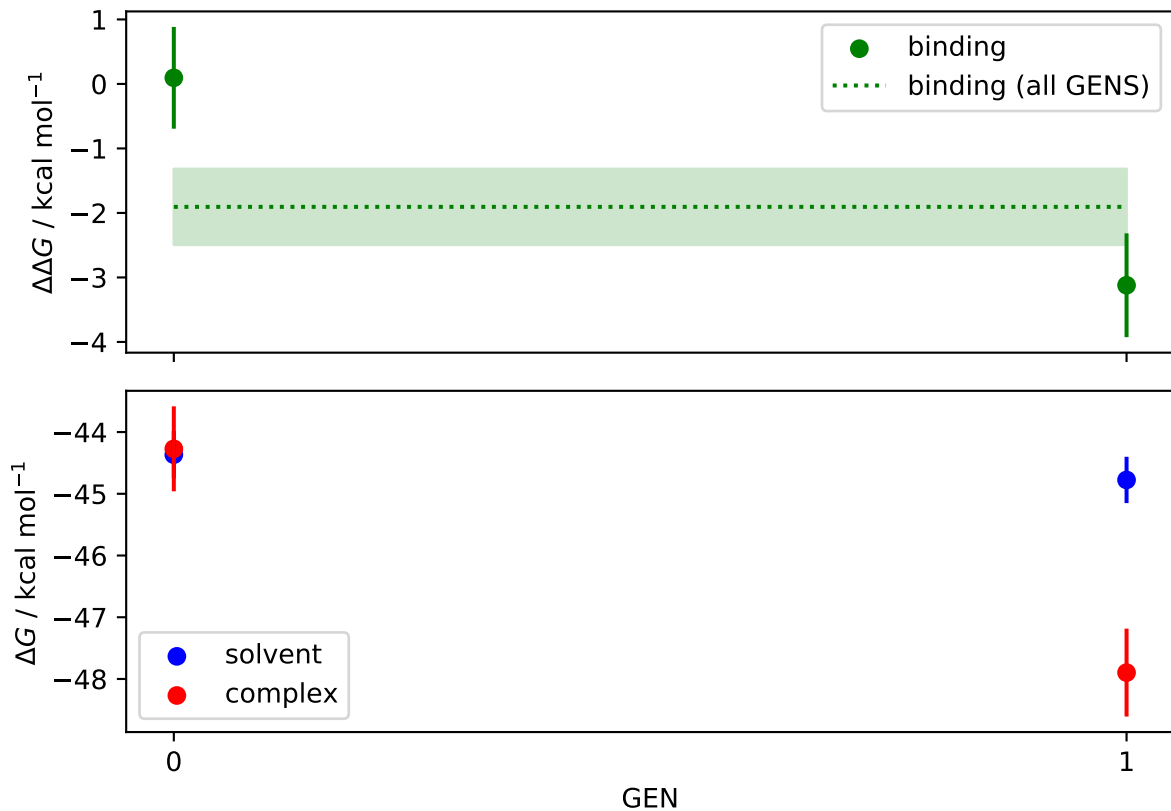 1
0
−1
−2
−3
−4
ΔΔG / kcal mol⁻¹
binding
binding (all GENS)
−44
−45
−46
−47
−48
ΔG / kcal mol⁻¹
solvent
complex
0
1
GEN